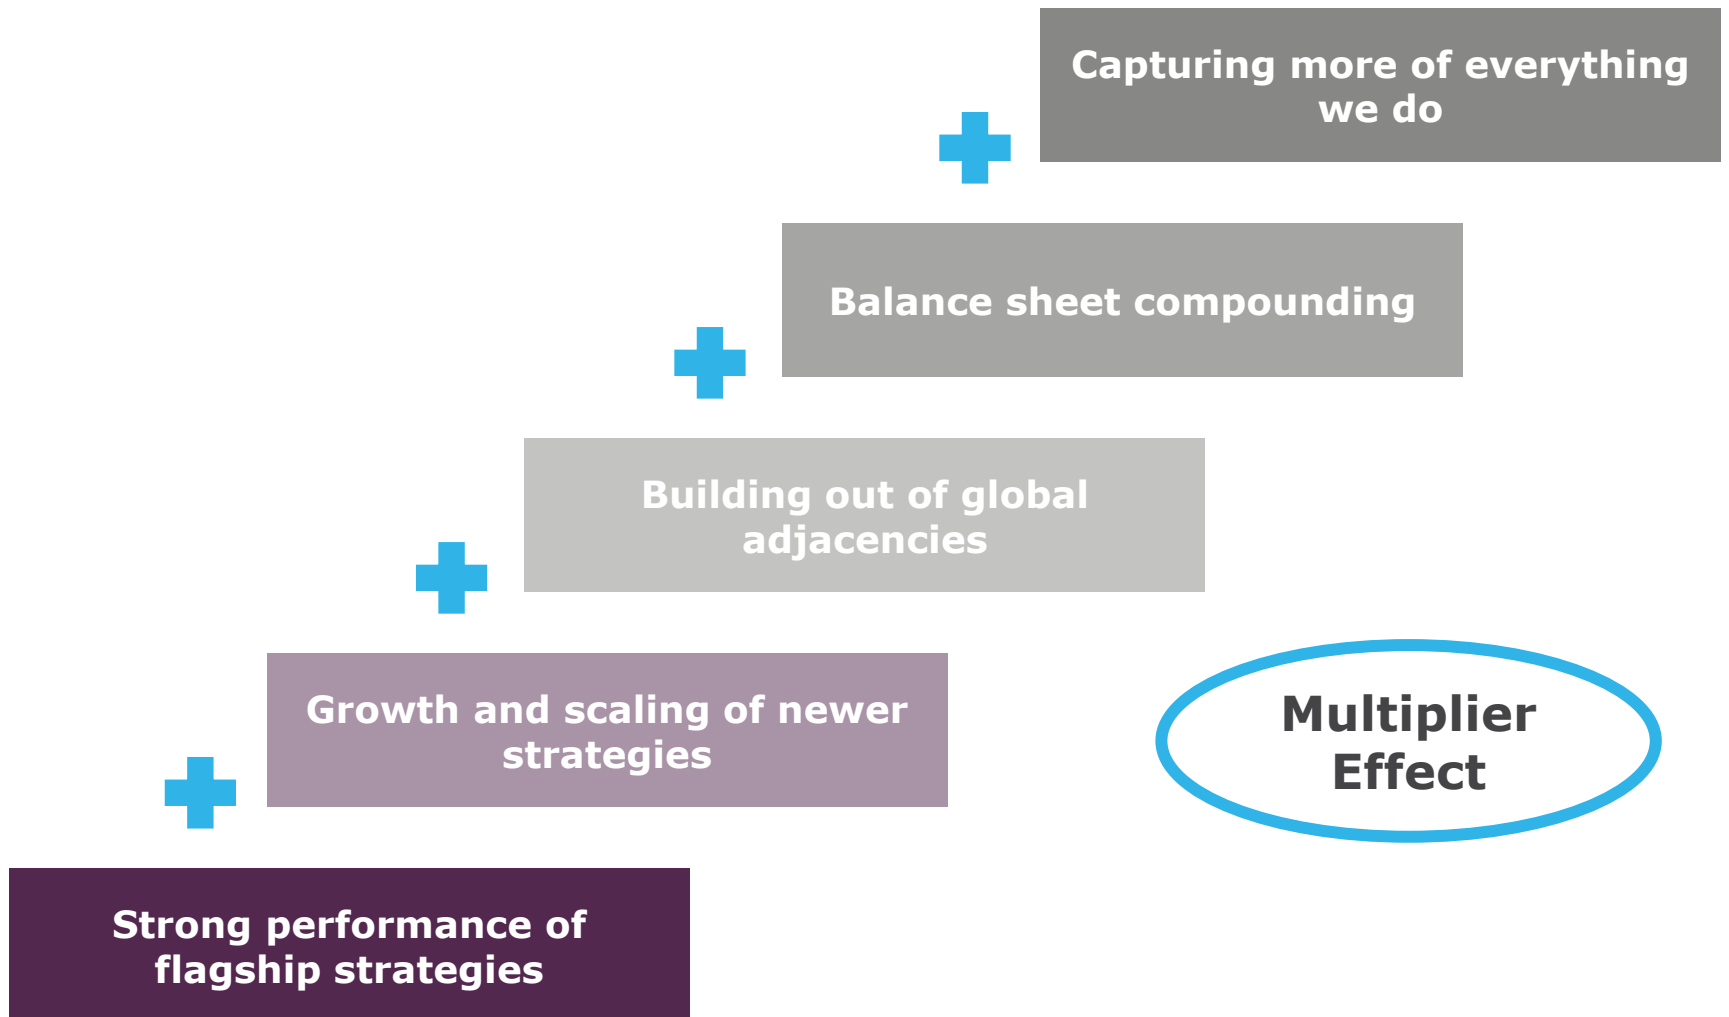 Capturing more of everything
we do
Balance sheet compounding
Building out of global
adjacencies
Growth and scaling of newer
strategies
Multiplier
Effect
Strong performance of
flagship strategies